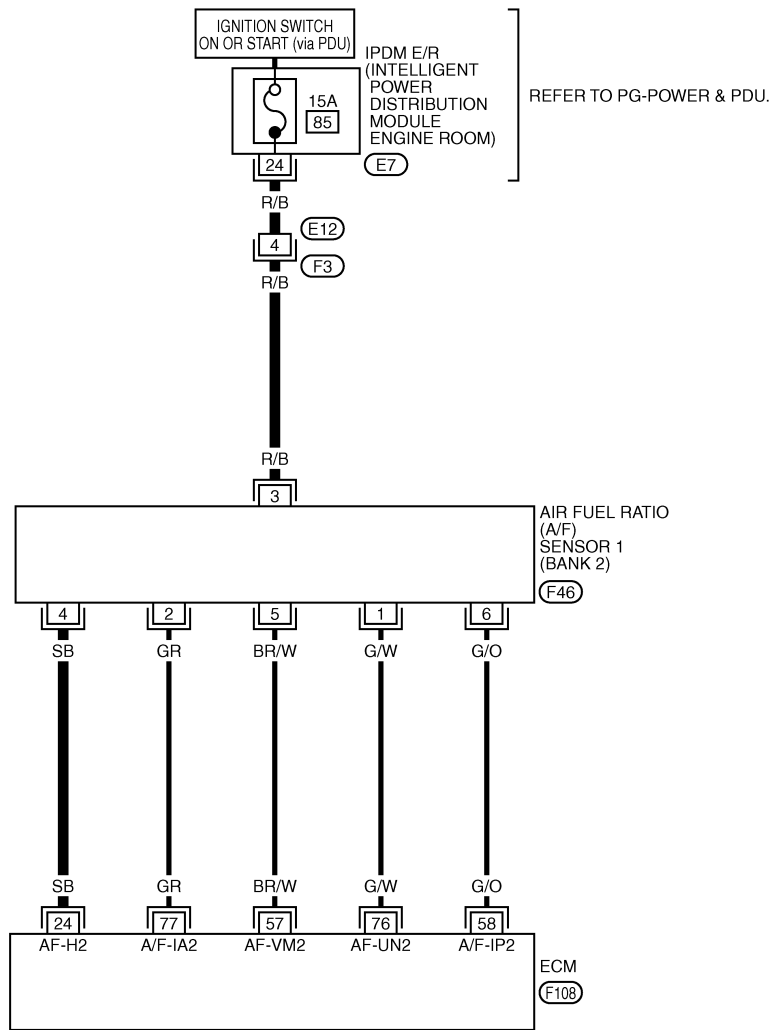 IGNITION SWITCH
ON OR START (via PDU)
IPDM E/R
(INTELLIGENT
POWER
DISTRIBUTION
MODULE
ENGINE ROOM)
15A
85
REFER TO PG-POWER & PDU.
24
E7
R/B
E12
4
F3
R/B
R/B
3
AIR FUEL RATIO
(A/F)
SENSOR 1
(BANK 2)
F46
4 2 5 1 6
SB GR BR/W G/W G/O
SB GR BR/W G/W G/O
24 77 57 76 58
AF-H2 A/F-IA2 AF-VM2 AF-UN2 A/F-IP2
ECM
F108